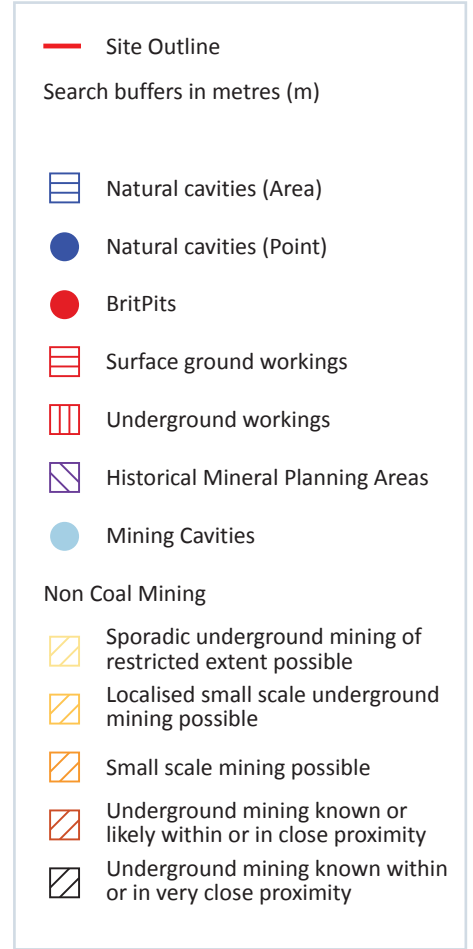 Site Outline
Search buffers in metres (m)
Natural cavities (Area)
Natural cavities (Point)
BritPits
Surface ground workings
Underground workings
Historical Mineral Planning Areas
Mining Cavities
Non Coal Mining
Sporadic underground mining of
restricted extent possible
Localised small scale underground
mining possible
Small scale mining possible
Underground mining known or
likely within or in close proximity
Underground mining known within
or in very close proximity